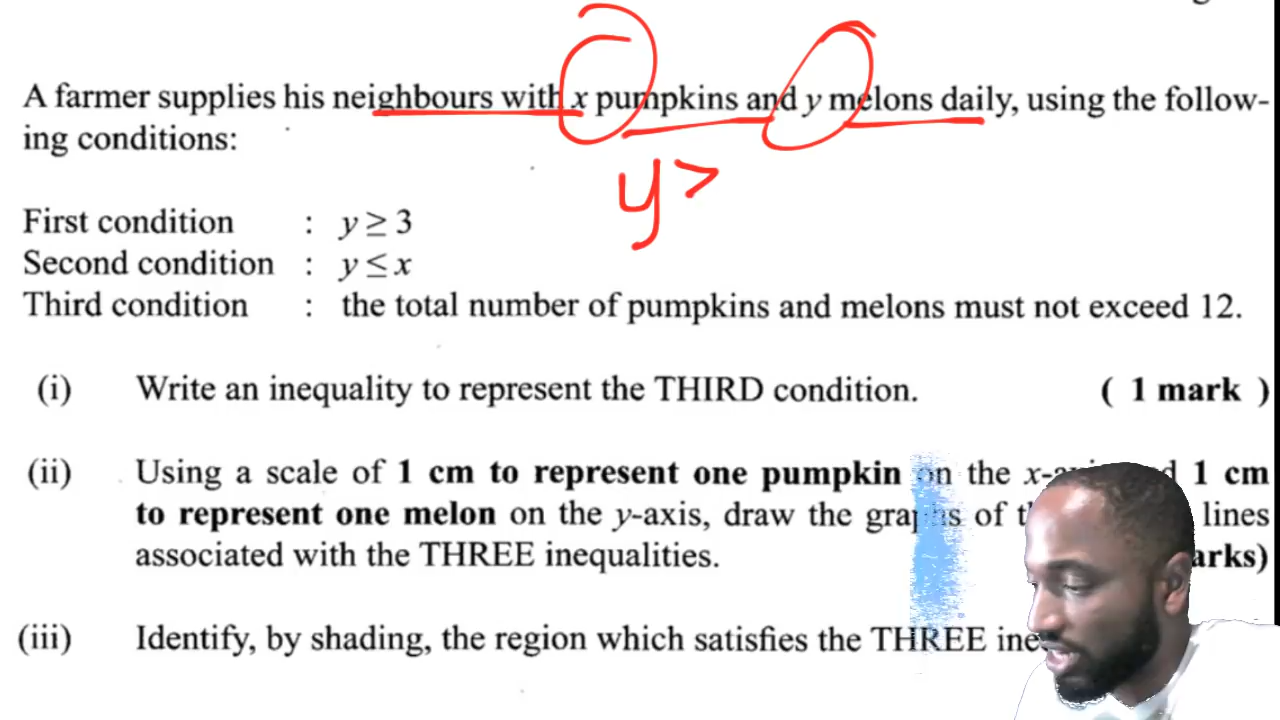 A farmer supplies his neighbours with x pumpkins and y melons daily, using the follow-
ing conditions:
y >
First condition : y ≥ 3
Second condition : y ≤ x
Third condition : the total number of pumpkins and melons must not exceed 12.
(i) Write an inequality to represent the THIRD condition. ( 1 mark )
(ii) Using a scale of 1 cm to represent one pumpkin on the 1 cm
to represent one melon on the y-axis, draw the graphs of lines
associated with the THREE inequalities.
(iii) Identify, by shading, the region which satisfies the THREE